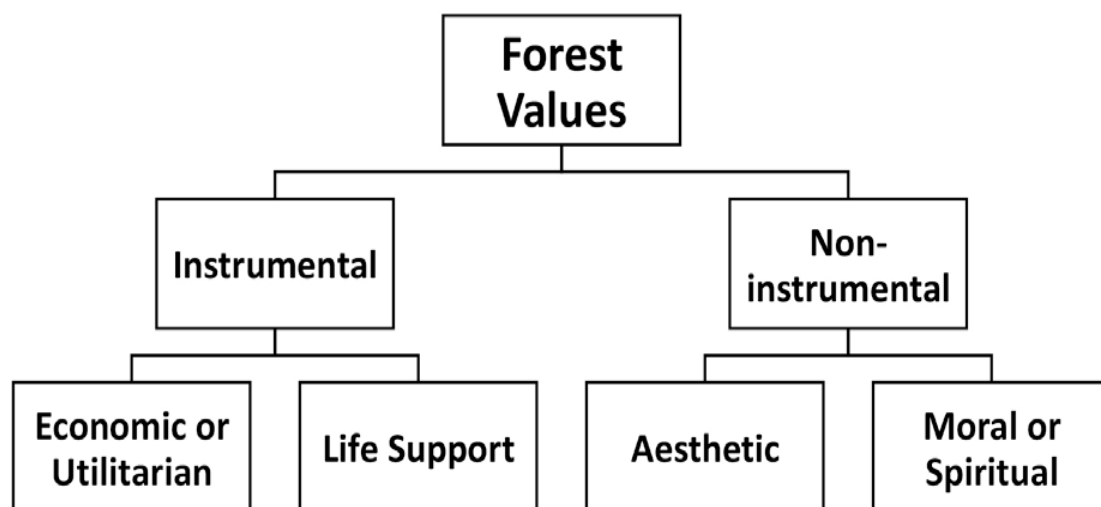 Forest
Values
Instrumental
Non-
instrumental
Economic or
Utilitarian
Life Support
Aesthetic
Moral or
Spiritual